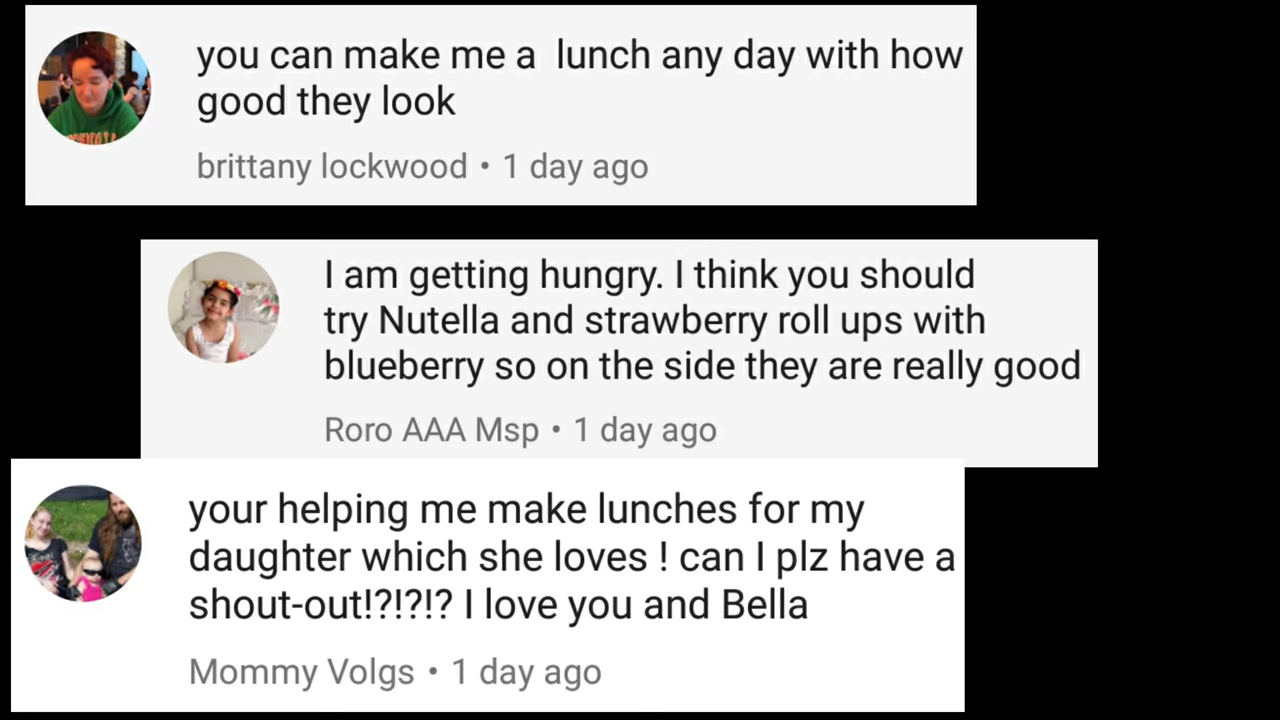 you can make me a  lunch any day with how
good they look
brittany lockwood • 1 day ago
I am getting hungry. I think you should
try Nutella and strawberry roll ups with
blueberry so on the side they are really good
Roro AAA Msp • 1 day ago
your helping me make lunches for my
daughter which she loves ! can I plz have a
shout-out!?!?!? I love you and Bella
Mommy Volgs • 1 day ago